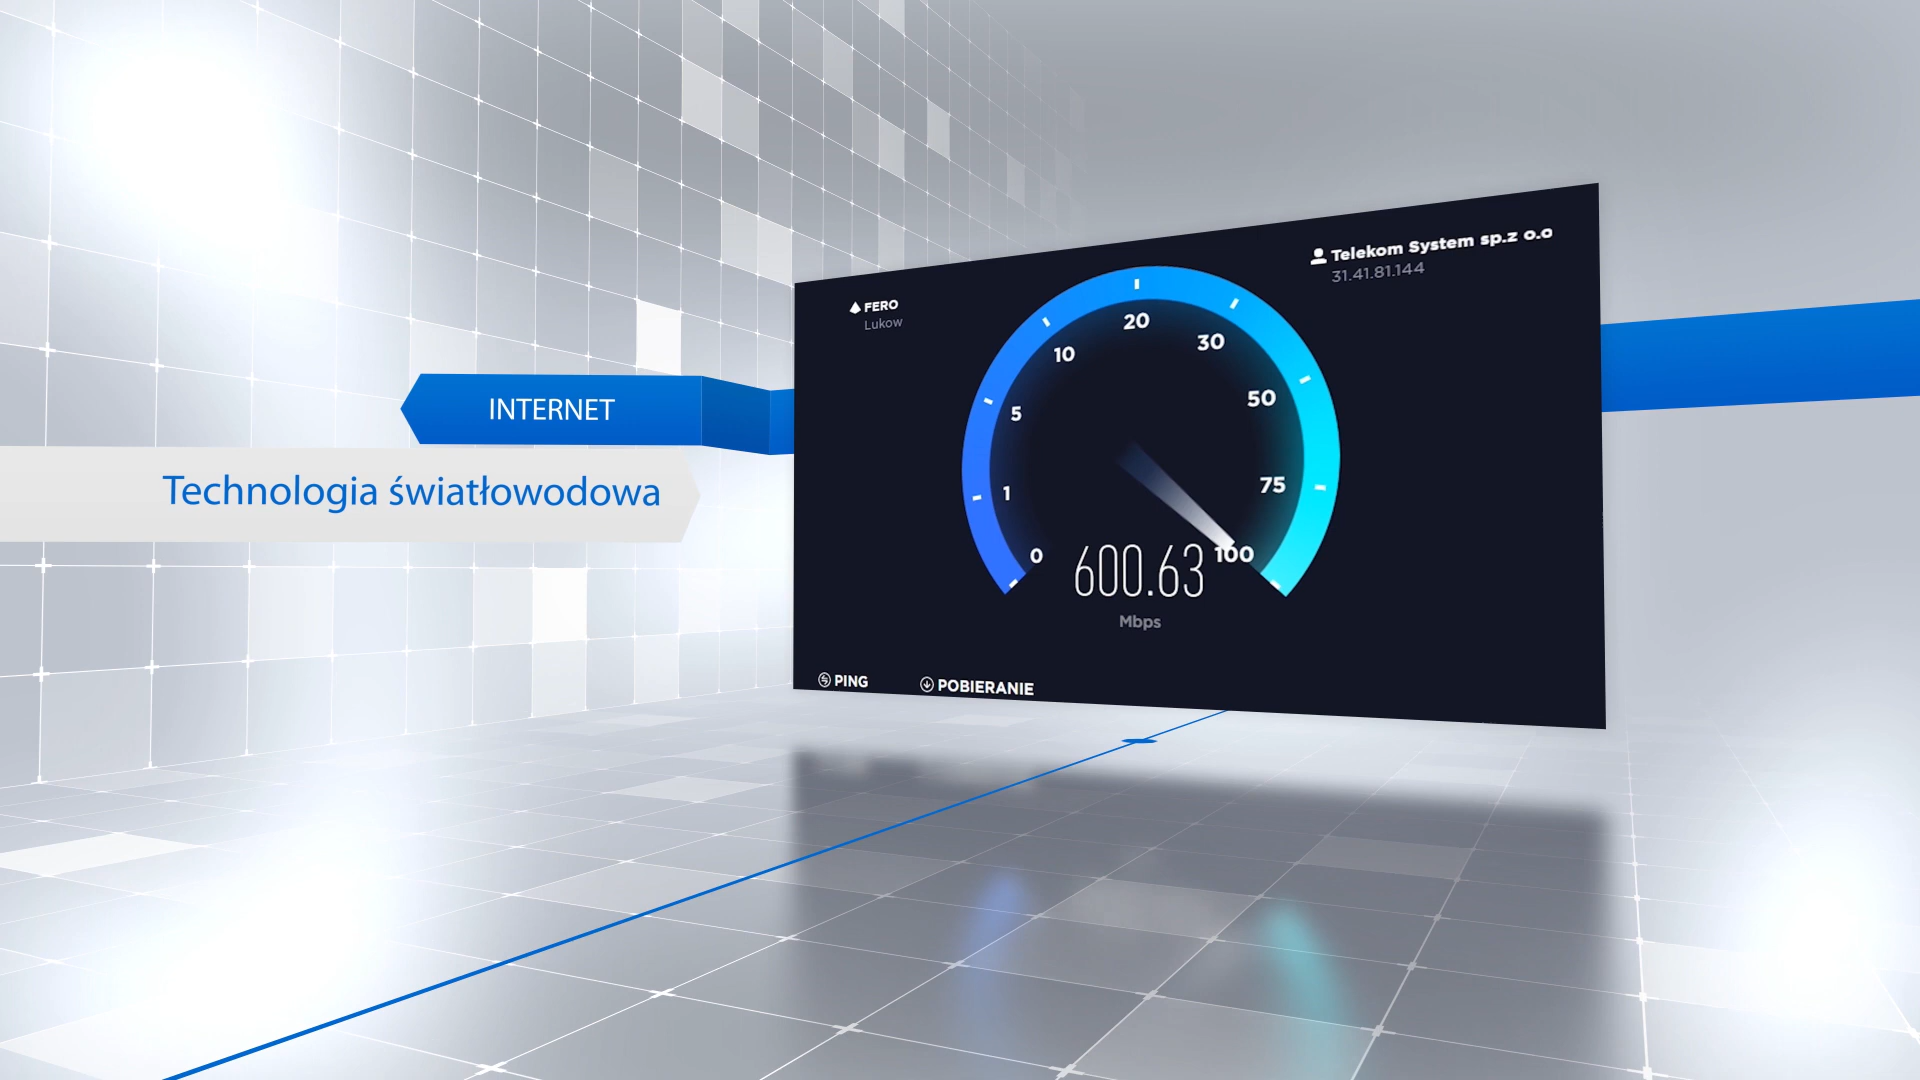 INTERNET
Technologia światłowodowa
FERO
Lukow
Telekom System sp.z o.o
31.41.81.144
0
1
5
10
20
30
50
75
100
600.63
Mbps
PING
POBIERANIE